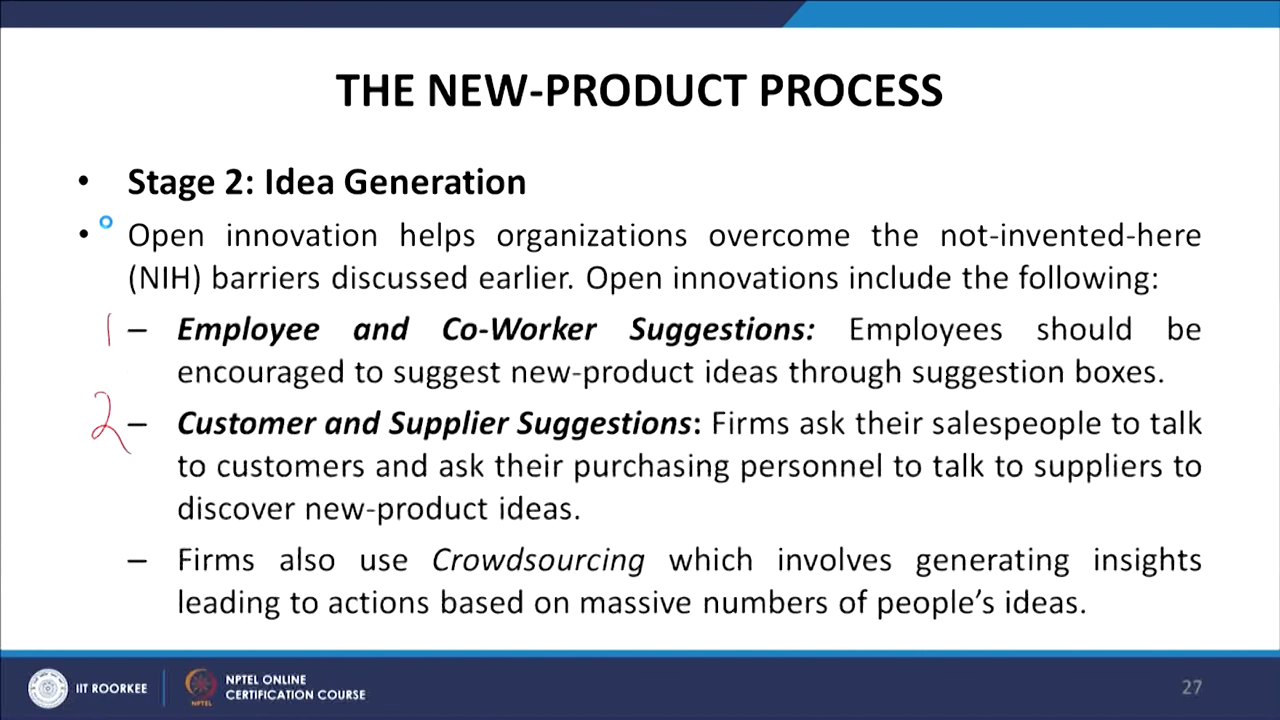 THE NEW-PRODUCT PROCESS
• Stage 2: Idea Generation
• Open innovation helps organizations overcome the not-invented-here
(NIH) barriers discussed earlier. Open innovations include the following:
1 – Employee and Co-Worker Suggestions: Employees should be
encouraged to suggest new-product ideas through suggestion boxes.
2 – Customer and Supplier Suggestions: Firms ask their salespeople to talk
to customers and ask their purchasing personnel to talk to suppliers to
discover new-product ideas.
– Firms also use Crowdsourcing which involves generating insights
leading to actions based on massive numbers of people’s ideas.
IIT ROORKEE
NPTEL
NPTEL ONLINE
CERTIFICATION COURSE
27